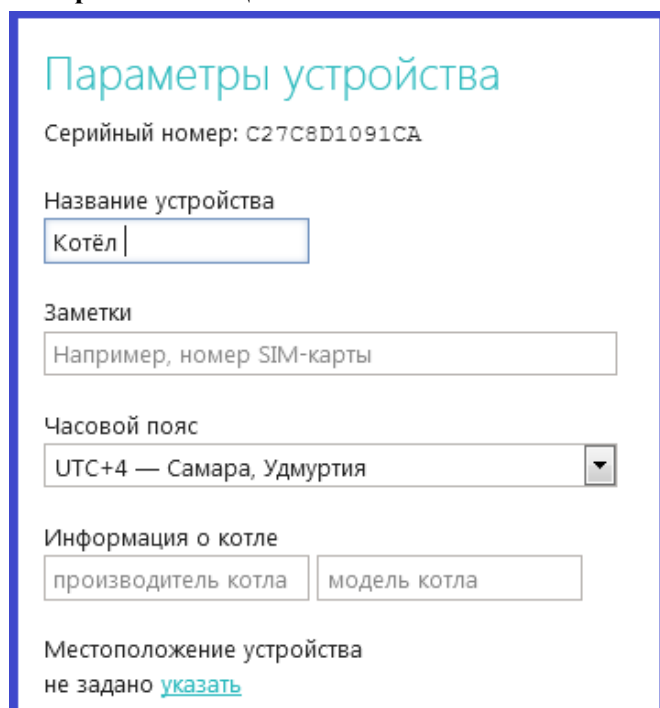 Параметры устройства
Серийный номер: C27C8D1091CA
Название устройства
Котёл
Заметки
Например, номер SIM-карты
Часовой пояс
UTC+4 — Самара, Удмуртия
Информация о котле
производитель котла модель котла
Местоположение устройства
не задано указать